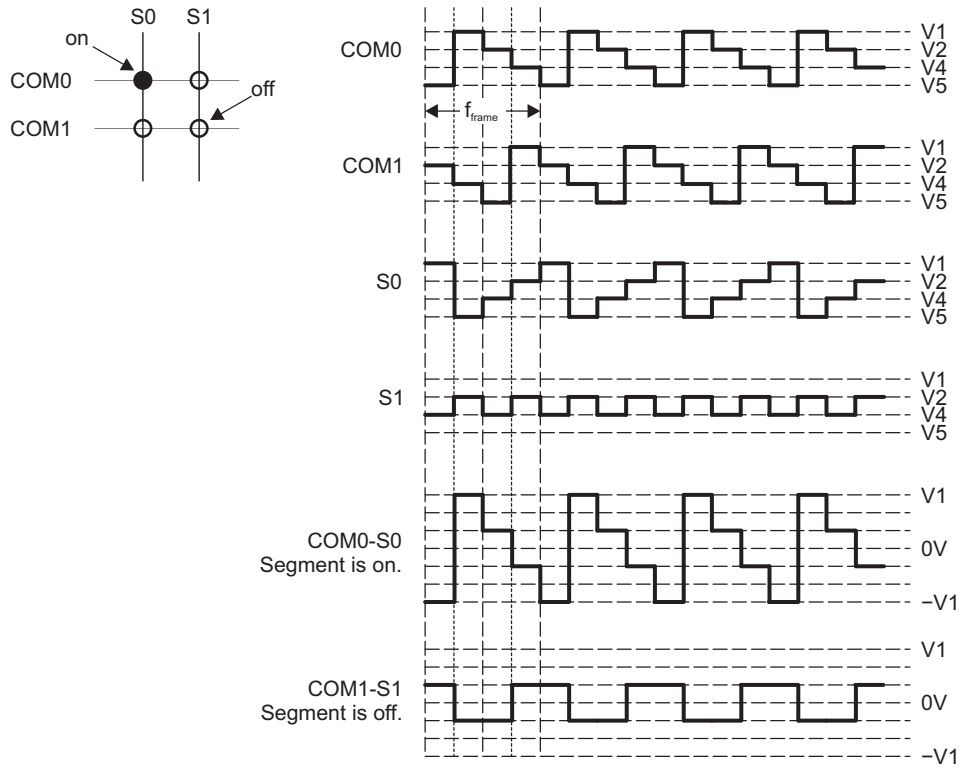 S0 S1
on
COM0
off
COM1
COM0
V1
V2
V4
V5
fframe
COM1
V1
V2
V4
V5
S0
V1
V2
V4
V5
S1
V1
V2
V4
V5
COM0-S0
Segment is on.
V1
0V
−V1
COM1-S1
Segment is off.
V1
0V
−V1